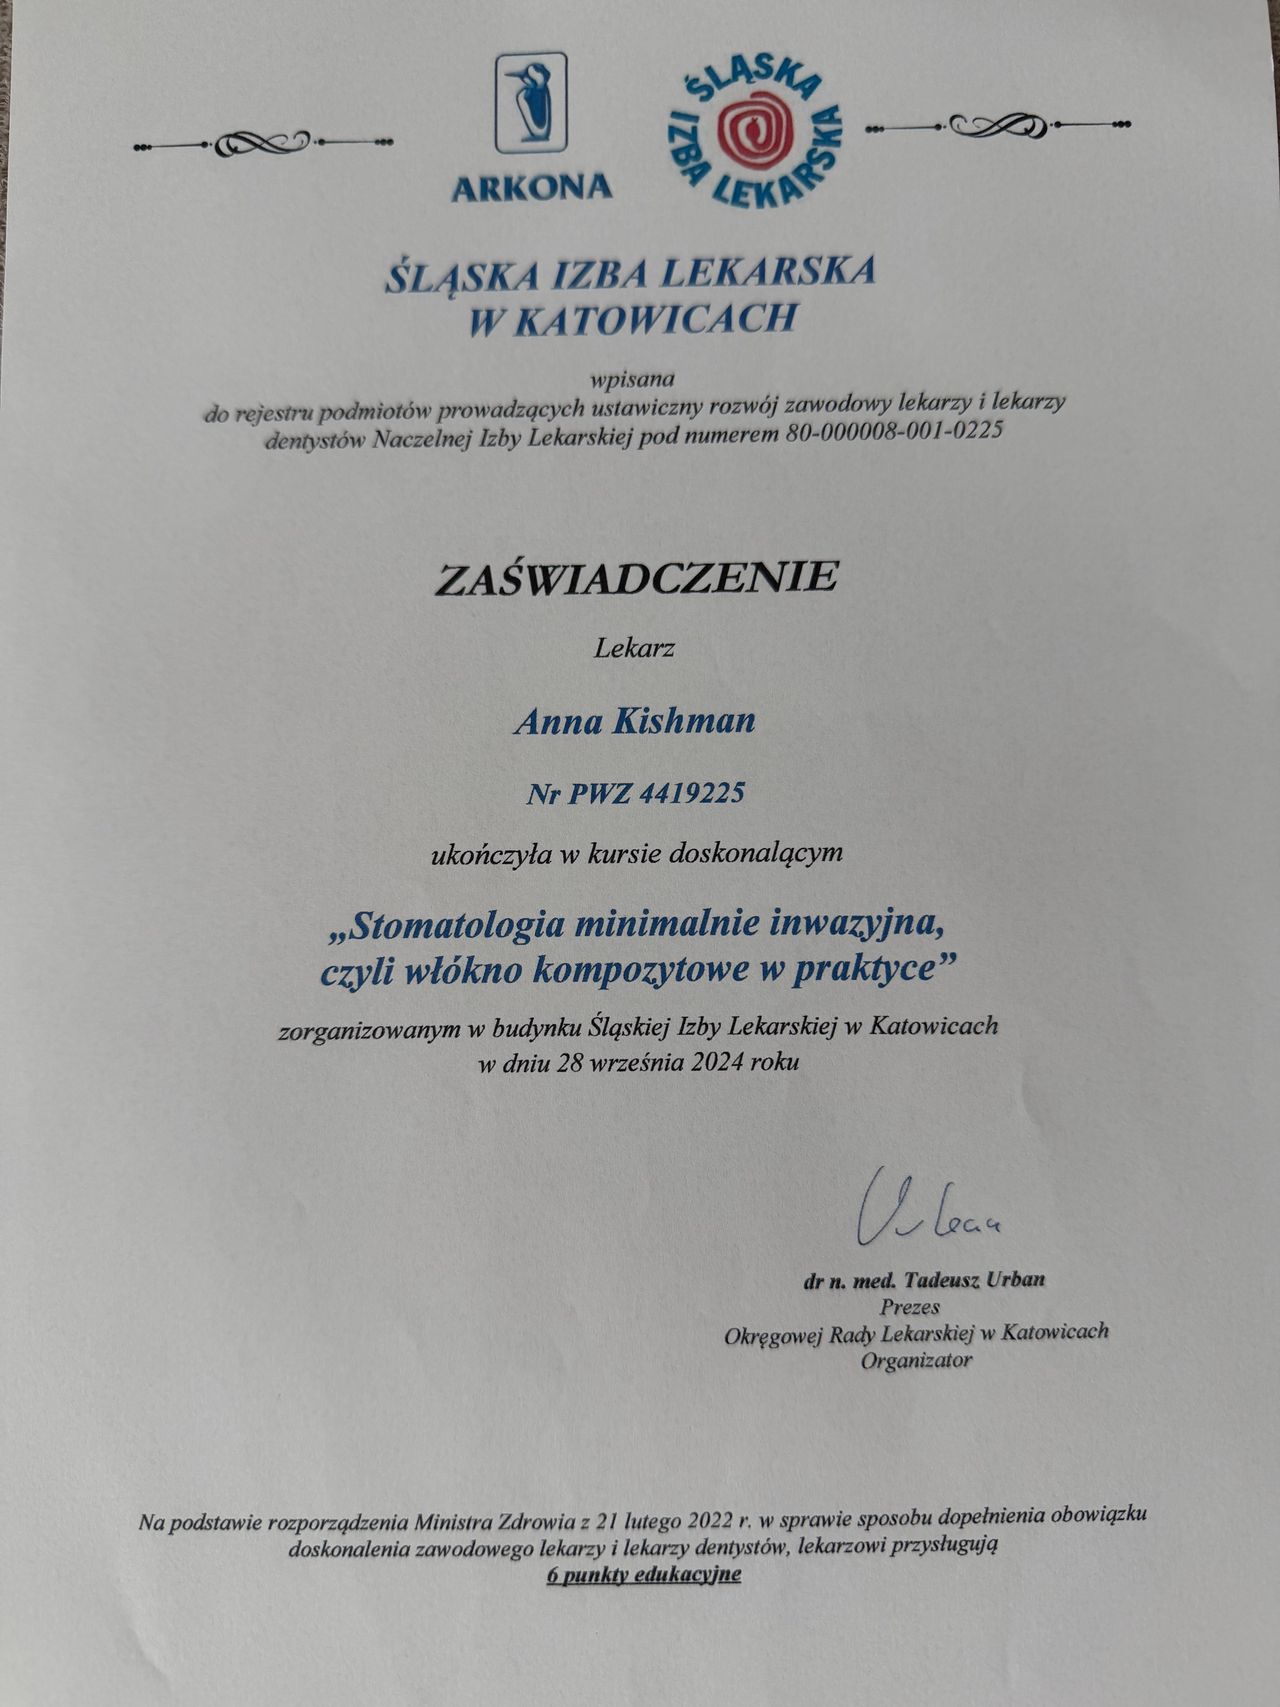 ARKONA
ŚLĄSKA IZBA LEKARSKA
ŚLĄSKA IZBA LEKARSKA
W KATOWICACH
wpisana
do rejestru podmiotów prowadzących ustawiczny rozwój zawodowy lekarzy i lekarzy
dentystów Naczelnej Izby Lekarskiej pod numerem 80-000008-001-0225
ZAŚWIADCZENIE
Lekarz
Anna Kishman
Nr PWZ 4419225
ukończyła w kursie doskonalącym
„Stomatologia minimalnie inwazyjna,
czyli włókno kompozytowe w praktyce”
zorganizowanym w budynku Śląskiej Izby Lekarskiej w Katowicach
w dniu 28 września 2024 roku
dr n. med. Tadeusz Urban
Prezes
Okręgowej Rady Lekarskiej w Katowicach
Organizator
Na podstawie rozporządzenia Ministra Zdrowia z 21 lutego 2022 r. w sprawie sposobu dopełnienia obowiązku
doskonalenia zawodowego lekarzy i lekarzy dentystów, lekarzowi przysługują
6 punkty edukacyjne